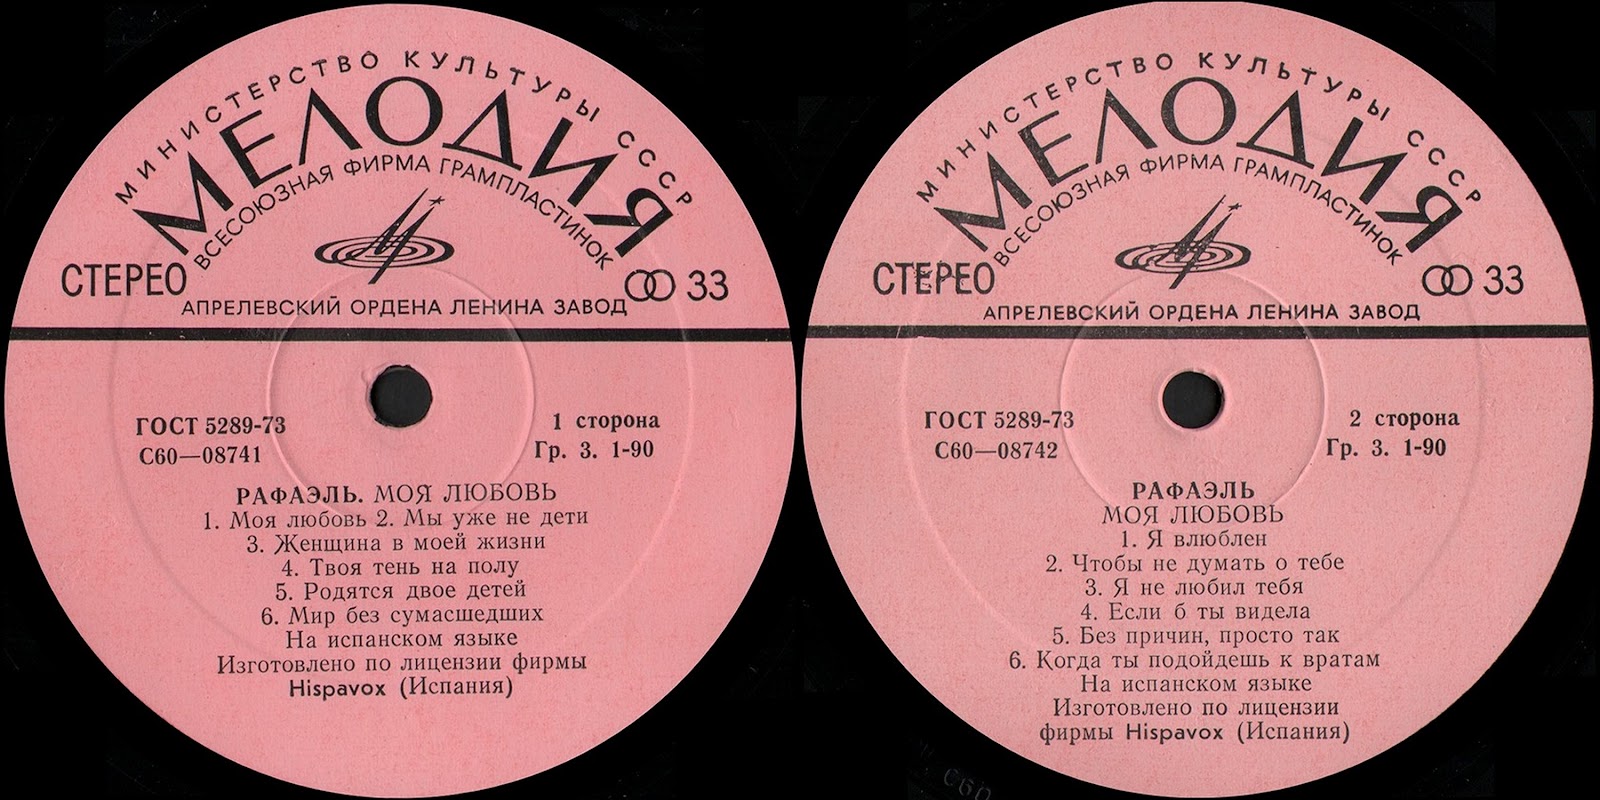 МИНИСТЕРСТВО КУЛЬТУРЫ СССР
МЕЛОДИЯ
ВСЕСОЮЗНАЯ ФИРМА ГРАМПЛАСТИНОК
СТЕРЕО
33
АПРЕЛЕВСКИЙ ОРДЕНА ЛЕНИНА ЗАВОД
ГОСТ 5289-73
1 сторона
С60—08741
Гр. 3. 1-90
РАФАЭЛЬ. МОЯ ЛЮБОВЬ
1. Моя любовь 2. Мы уже не дети
3. Женщина в моей жизни
4. Твоя тень на полу
5. Родятся двое детей
6. Мир без сумасшедших
На испанском языке
Изготовлено по лицензии фирмы
Hispavox (Испания)
МИНИСТЕРСТВО КУЛЬТУРЫ СССР
МЕЛОДИЯ
ВСЕСОЮЗНАЯ ФИРМА ГРАМПЛАСТИНОК
СТЕРЕО
33
АПРЕЛЕВСКИЙ ОРДЕНА ЛЕНИНА ЗАВОД
ГОСТ 5289-73
2 сторона
С60—08742
Гр. 3. 1-90
РАФАЭЛЬ
МОЯ ЛЮБОВЬ
1. Я влюблен
2. Чтобы не думать о тебе
3. Я не любил тебя
4. Если б ты видела
5. Без причин, просто так
6. Когда ты подойдешь к вратам
На испанском языке
Изготовлено по лицензии
фирмы Hispavox (Испания)
С60